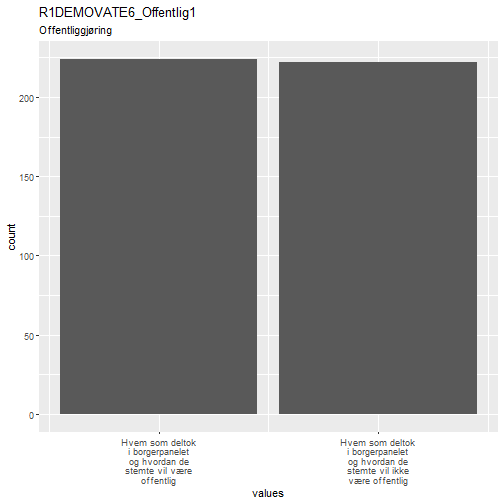 R1DEMOVATE6_Offentlig1
Offentliggjøring
count
200
150
100
50
0
Hvem som deltok
i borgerpanelet
og hvordan de
stemte vil være
offentlig
Hvem som deltok
i borgerpanelet
og hvordan de
stemte vil ikke
være offentlig
values